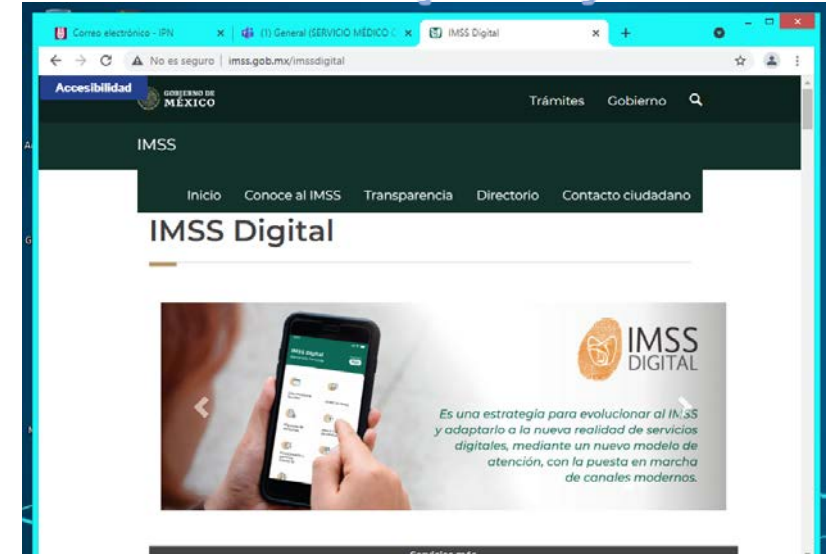 Correo electrónico - IPN
(1) General (SERVICIO MÉDICO C
IMSS Digital
No es seguro | imss.gob.mx/imssdigital
Accesibilidad
GOBIERNO DE
MÉXICO
Trámites Gobierno
IMSS
Inicio Conoce al IMSS Transparencia Directorio Contacto ciudadano
IMSS Digital
IMSS Digital
IMSS
DIGITAL
Es una estrategia para evolucionar al IMSS
y adaptarlo a la nueva realidad de servicios
digitales, mediante un nuevo modelo de
atención, con la puesta en marcha
de canales modernos.